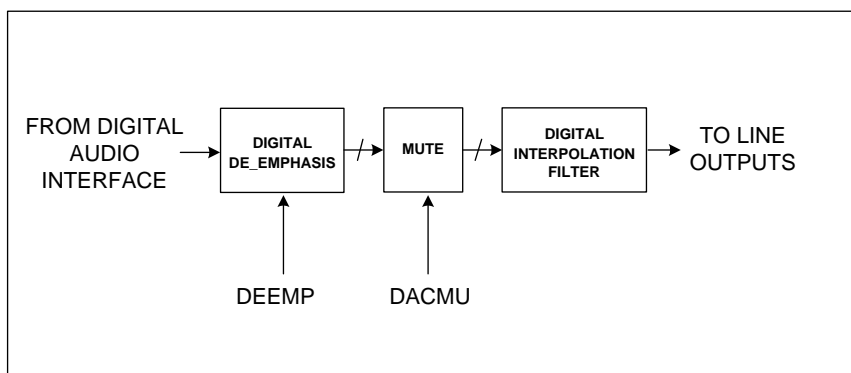 FROM DIGITAL
AUDIO
INTERFACE
DIGITAL
DE_EMPHASIS
MUTE
DIGITAL
INTERPOLATION
FILTER
TO LINE
OUTPUTS
DEEMP
DACMU